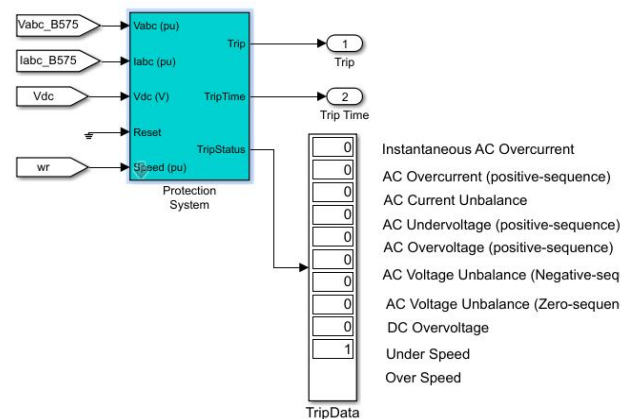 Vabc_B575
Iabc_B575
Vdc
wr
Vabc (pu)
Iabc (pu)
Vdc (V)
Reset
Speed (pu)
Trip
TripTime
TripStatus
Protection
System
1
Trip
2
Trip Time
0
0
0
0
0
0
0
0
0
1
TripData
Instantaneous AC Overcurrent
AC Overcurrent (positive-sequence)
AC Current Unbalance
AC Undervoltage (positive-sequence)
AC Overvoltage (positive-sequence)
AC Voltage Unbalance (Negative-seq
AC Voltage Unbalance (Zero-sequen
DC Overvoltage
Under Speed
Over Speed